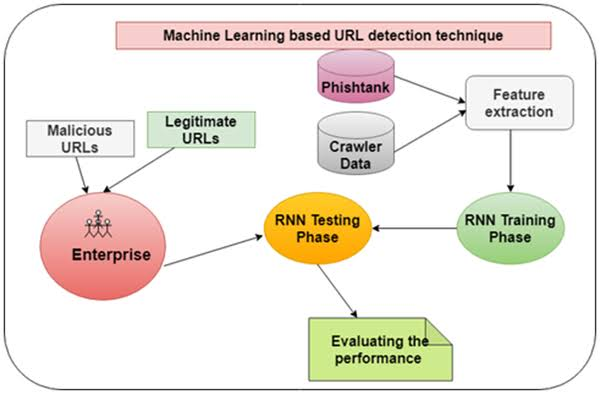 Machine Learning based URL detection technique
Phishtank
Feature
extraction
Malicious
URLs
Legitimate
URLs
Crawler
Data
Enterprise
RNN Testing
Phase
RNN Training
Phase
Evaluating the
performance